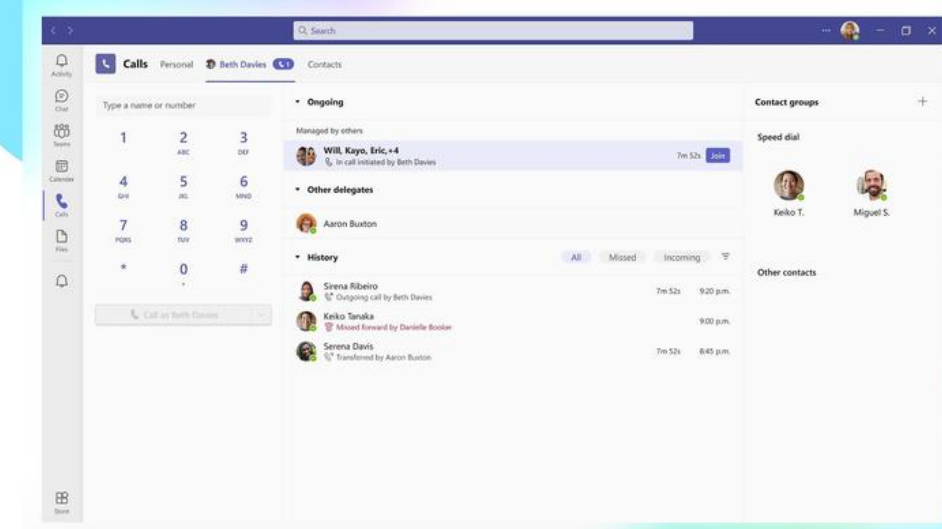 Search
Activity
Chat
Teams
Calendar
Calls
Files
Store
Calls Personal Beth Davies 1 Contacts
Type a name or number
1 2 3
ABC DEF
4 5 6
GHI JKL MNO
7 8 9
PQRS TUV WXYZ
* 0 #
+
Call as Beth Davies
Ongoing
Managed by others
Will, Kayo, Eric,+4
In call initiated by Beth Davies
7m 52s Join
Other delegates
Aaron Buxton
History All Missed Incoming
Sirena Ribeiro
Outgoing call by Beth Davies
7m 52s 9:20 p.m.
Keiko Tanaka
Missed forward by Danielle Booker
9:00 p.m.
Serena Davis
Transferred by Aaron Buxton
7m 52s 8:45 p.m.
Contact groups
Speed dial
Keiko T. Miguel S.
Other contacts